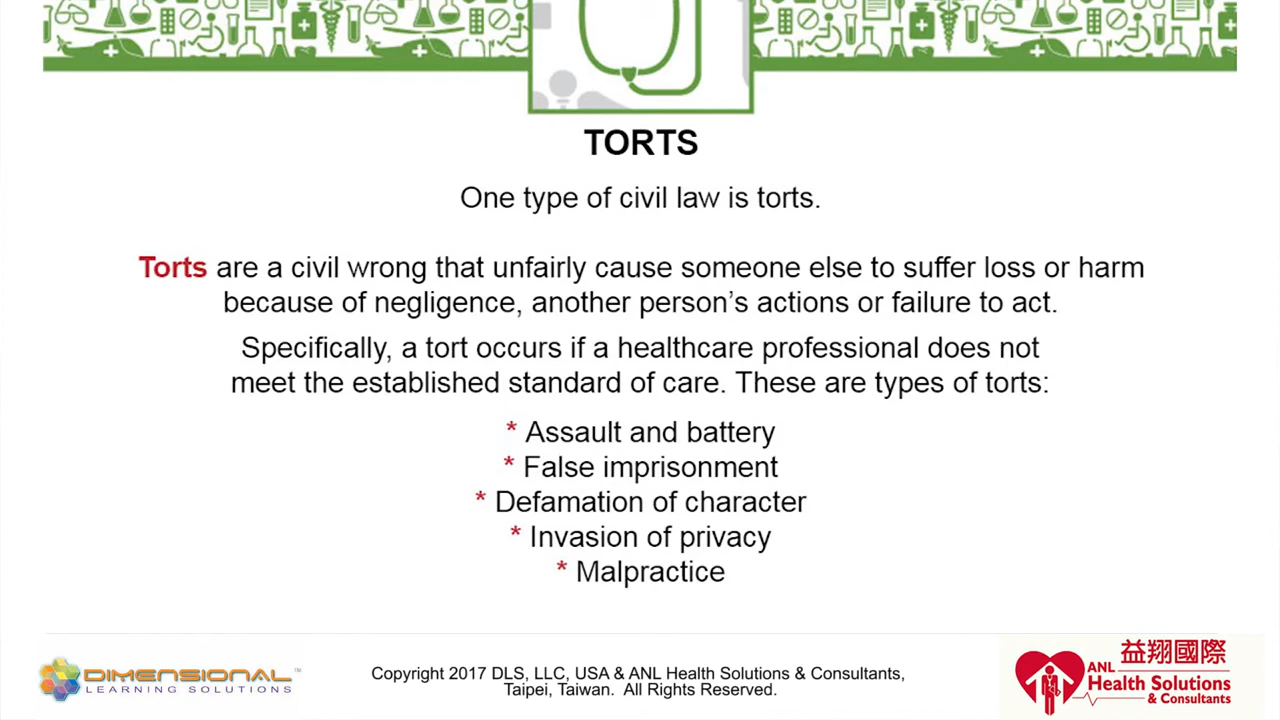 TORTS
One type of civil law is torts.
Torts are a civil wrong that unfairly cause someone else to suffer loss or harm
because of negligence, another person’s actions or failure to act.
Specifically, a tort occurs if a healthcare professional does not
meet the established standard of care. These are types of torts:
* Assault and battery
* False imprisonment
* Defamation of character
* Invasion of privacy
* Malpractice
DIMENSIONAL™
LEARNING SOLUTIONS
Copyright 2017 DLS, LLC, USA & ANL Health Solutions & Consultants,
Taipei, Taiwan. All Rights Reserved.
益翔國際
ANL
Health Solutions
& Consultants